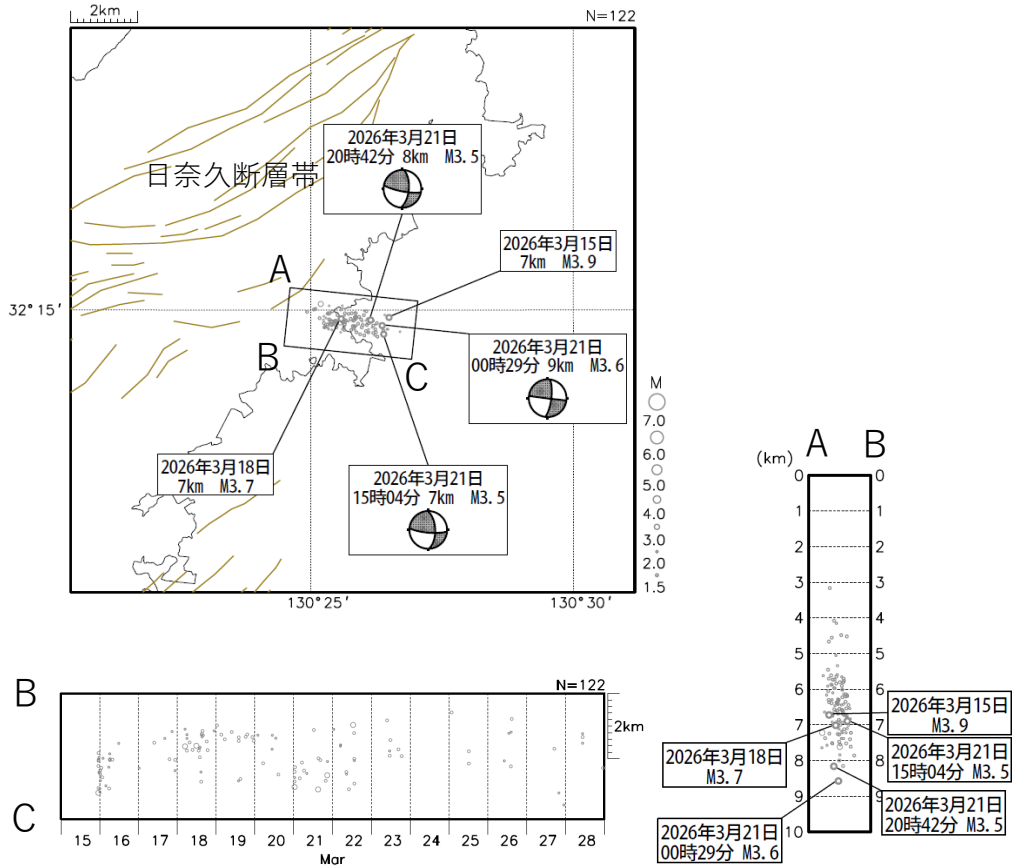 2km
N=122
2026年3月21日
20時42分 8km M3.5
日奈久断層帯
2026年3月15日
7km M3.9
A
32°15′
2026年3月21日
00時29分 9km M3.6
B
C
2026年3月18日
7km M3.7
2026年3月21日
15時04分 7km M3.5
M
7.0
6.0
5.0
4.0
3.0
2.0
1.5
130°25′
130°30′
A B
(km)
0 0
1 1
2 2
3 3
4 4
5 5
6 6
7 7
8 8
9 9
10
2026年3月15日
M3.9
2026年3月18日
M3.7
2026年3月21日
15時04分 M3.5
2026年3月21日
20時42分 M3.5
2026年3月21日
00時29分 M3.6
B
N=122
2km
C
15 16 17 18 19 20 21 22 23 24 25 26 27 28
Mar